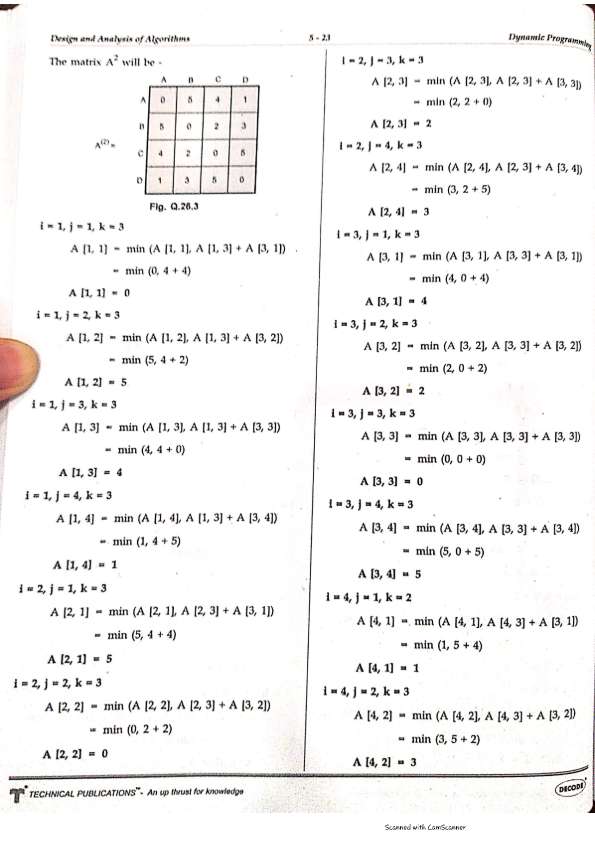 Design and Analysis of Algorithms
5 - 23
Dynamic Programming
The matrix A² will be -
A B C D
A 0 5 4 1
B 5 0 2 3
A⁽²⁾ =
C 4 2 0 5
D 1 3 5 0
Fig. Q.26.3
i = 1, j = 1, k = 3
A [1, 1] = min (A [1, 1], A [1, 3] + A [3, 1])
= min (0, 4 + 4)
A [1, 1] = 0
i = 1, j = 2, k = 3
A [1, 2] = min (A [1, 2], A [1, 3] + A [3, 2])
= min (5, 4 + 2)
A [1, 2] = 5
i = 1, j = 3, k = 3
A [1, 3] = min (A [1, 3], A [1, 3] + A [3, 3])
= min (4, 4 + 0)
A [1, 3] = 4
i = 1, j = 4, k = 3
A [1, 4] = min (A [1, 4], A [1, 3] + A [3, 4])
= min (1, 4 + 5)
A [1, 4] = 1
i = 2, j = 1, k = 3
A [2, 1] = min (A [2, 1], A [2, 3] + A [3, 1])
= min (5, 4 + 4)
A [2, 1] = 5
i = 2, j = 2, k = 3
A [2, 2] = min (A [2, 2], A [2, 3] + A [3, 2])
= min (0, 2 + 2)
A [2, 2] = 0
i = 2, j = 3, k = 3
A [2, 3] = min (A [2, 3], A [2, 3] + A [3, 3])
= min (2, 2 + 0)
A [2, 3] = 2
i = 2, j = 4, k = 3
A [2, 4] = min (A [2, 4], A [2, 3] + A [3, 4])
= min (3, 2 + 5)
A [2, 4] = 3
i = 3, j = 1, k = 3
A [3, 1] = min (A [3, 1], A [3, 3] + A [3, 1])
= min (4, 0 + 4)
A [3, 1] = 4
i = 3, j = 2, k = 3
A [3, 2] = min (A [3, 2], A [3, 3] + A [3, 2])
= min (2, 0 + 2)
A [3, 2] = 2
i = 3, j = 3, k = 3
A [3, 3] = min (A [3, 3], A [3, 3] + A [3, 3])
= min (0, 0 + 0)
A [3, 3] = 0
i = 3, j = 4, k = 3
A [3, 4] = min (A [3, 4], A [3, 3] + A [3, 4])
= min (5, 0 + 5)
A [3, 4] = 5
i = 4, j = 1, k = 2
A [4, 1] = min (A [4, 1], A [4, 3] + A [3, 1])
= min (1, 5 + 4)
A [4, 1] = 1
i = 4, j = 2, k = 3
A [4, 2] = min (A [4, 2], A [4, 3] + A [3, 2])
= min (3, 5 + 2)
A [4, 2] = 3
TECHNICAL PUBLICATIONS™ - An up thrust for knowledge
DECODE
Scanned with CamScanner